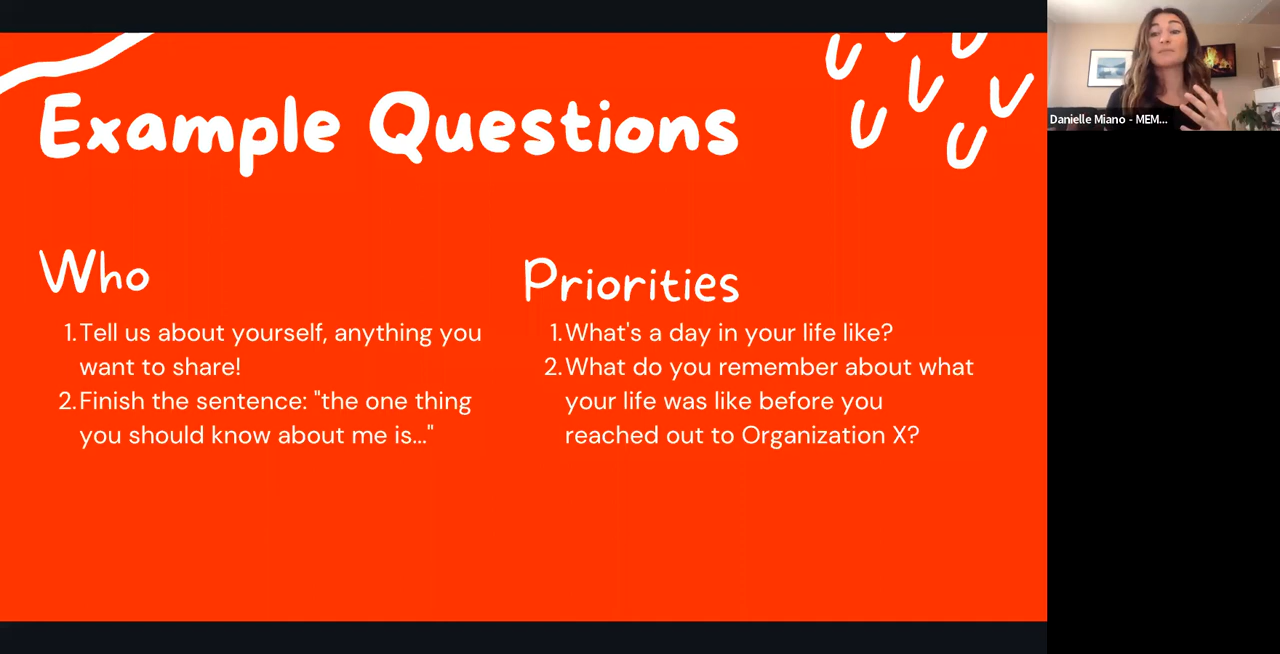 Example Questions
Who
1. Tell us about yourself, anything you
want to share!
2. Finish the sentence: "the one thing
you should know about me is..."
Priorities
1. What's a day in your life like?
2. What do you remember about what
your life was like before you
reached out to Organization X?
Danielle Miano - MEM...